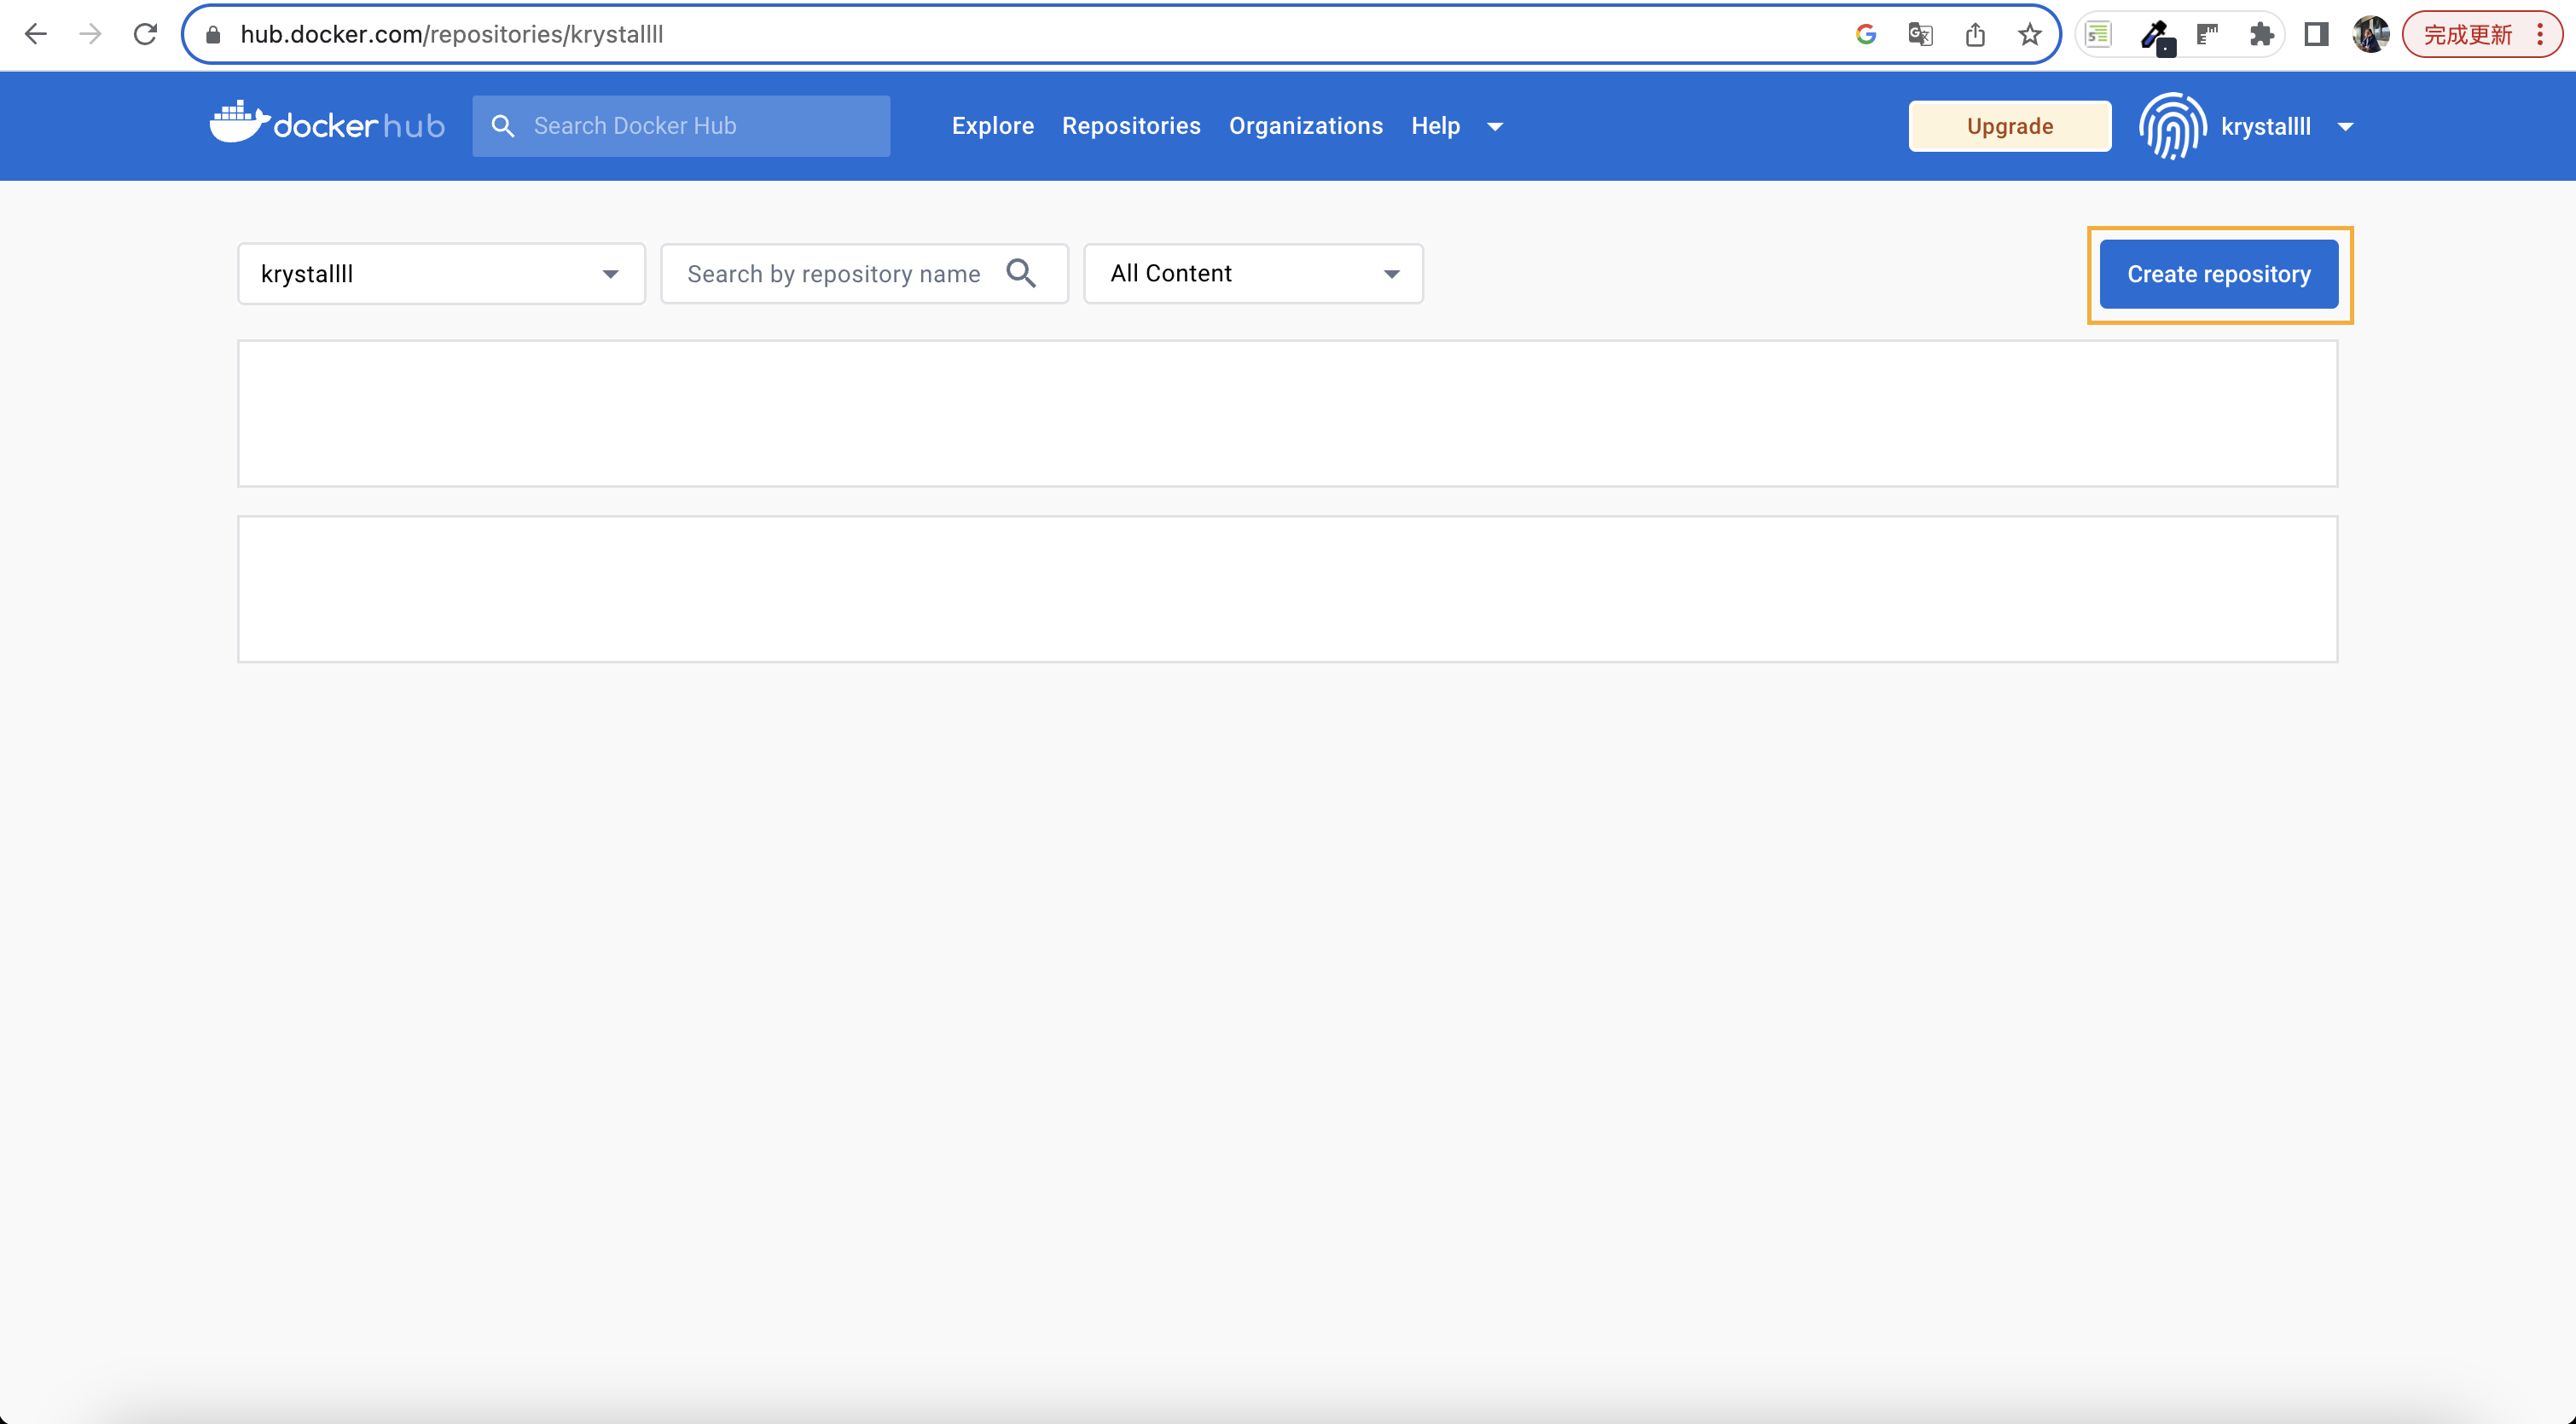 hub.docker.com/repositories/krystallll
完成更新
docker hub
Search Docker Hub
Explore Repositories Organizations Help
Upgrade
krystallll
krystallll
Search by repository name
All Content
Create repository